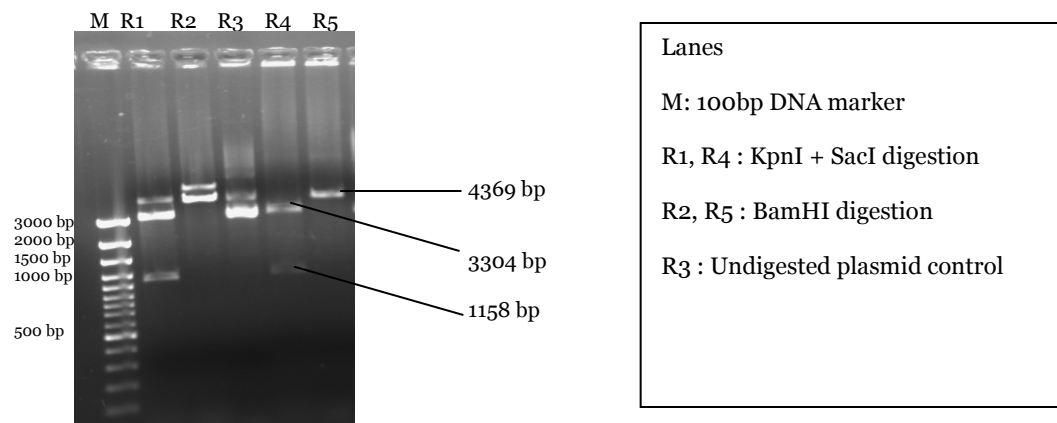 M R1 R2 R3 R4 R5
3000 bp
2000 bp
1500 bp
1000 bp
500 bp
4369 bp
3304 bp
1158 bp
Lanes
M: 100bp DNA marker
R1, R4 : KpnI + SacI digestion
R2, R5 : BamHI digestion
R3 : Undigested plasmid control